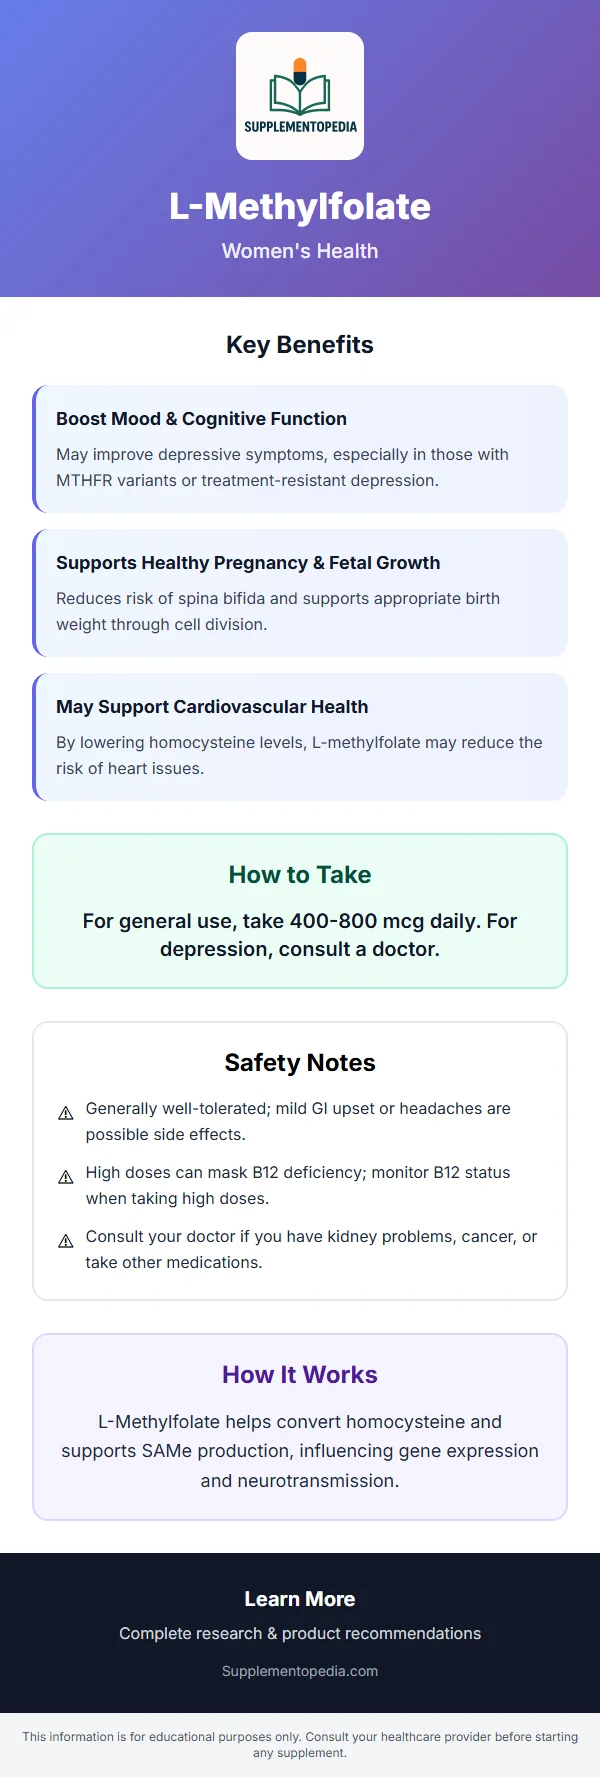 SUPPLEMENTOPEDIA
L-Methylfolate
Women's Health
Key Benefits
Boost Mood & Cognitive Function
May improve depressive symptoms, especially in those with
MTHFR variants or treatment-resistant depression.
Supports Healthy Pregnancy & Fetal Growth
Reduces risk of spina bifida and supports appropriate birth
weight through cell division.
May Support Cardiovascular Health
By lowering homocysteine levels, L-methylfolate may reduce the
risk of heart issues.
How to Take
For general use, take 400-800 mcg daily. For
depression, consult a doctor.
Safety Notes
Generally well-tolerated; mild GI upset or headaches are
possible side effects.
High doses can mask B12 deficiency; monitor B12 status
when taking high doses.
Consult your doctor if you have kidney problems, cancer, or
take other medications.
How It Works
L-Methylfolate helps convert homocysteine and
supports SAMe production, influencing gene expression
and neurotransmission.
Learn More
Complete research & product recommendations
Supplementopedia.com
This information is for educational purposes only. Consult your healthcare provider before starting
any supplement.